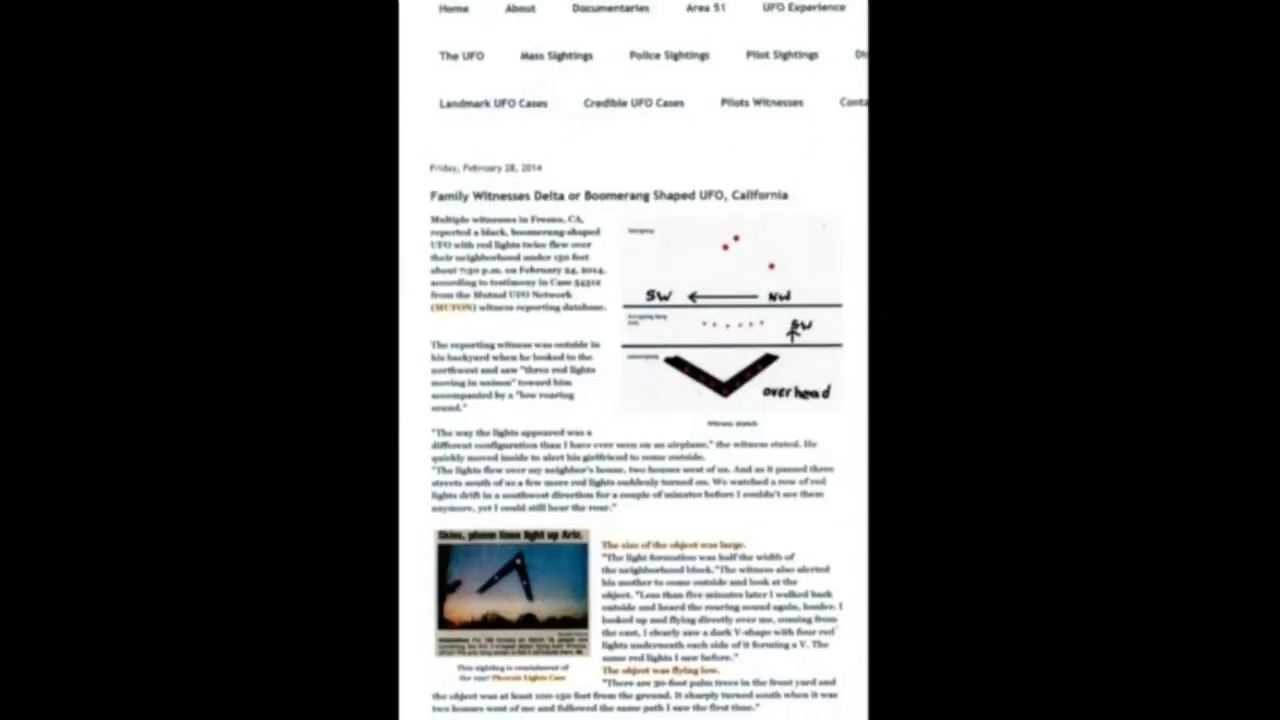 Home About Documentaries Area 51 UFO Experience
The UFO Mass Sightings Police Sightings Pilot Sightings
Landmark UFO Cases Credible UFO Cases Pilots Witnesses Conta
Friday, February 28, 2014
Family Witnesses Delta or Boomerang Shaped UFO, California
Multiple witnesses in Fresno, CA,
reported a black, boomerang-shaped
UFO with red lights twice flew over
their neighborhood under 150 feet
about 7:30 p.m. on February 24, 2014,
according to testimony in Case 54312
from the Mutual UFO Network
(MUFON) witness reporting database.
SW NW
SW
overhead
Witness sketch
The reporting witness was outside in
his backyard when he looked to the
northwest and saw "three red lights
moving in unison" toward him
accompanied by a "low roaring
sound."
"The way the lights appeared was a
different configuration than I have ever seen on an airplane," the witness stated. He
quickly moved inside to alert his girlfriend to come outside.
"The lights flew over my neighbor's house, two houses west of us. And as it passed three
streets south of us a few more red lights suddenly turned on. We watched a row of red
lights drift in a southwest direction for a couple of minutes before I couldn't see them
anymore, yet I could still hear the roar."
Skies, phone lines light up Ariz.
This sighting is reminiscent of
the 1997 Phoenix Lights Case
The size of the object was large.
"The light formation was half the width of
the neighborhood block." The witness also alerted
his mother to come outside and look at the
object. "Less than five minutes later I walked back
outside and heard the roaring sound again, louder. I
looked up and flying directly over me, coming from
the east, I clearly saw a dark V-shape with four red
lights underneath each side of it forming a V. The
same red lights I saw before."
The object was flying low.
"There are 50-foot palm trees in the front yard and
the object was at least 100-150 feet from the ground. It sharply turned south when it was
two houses west of me and followed the same path I saw the first time."